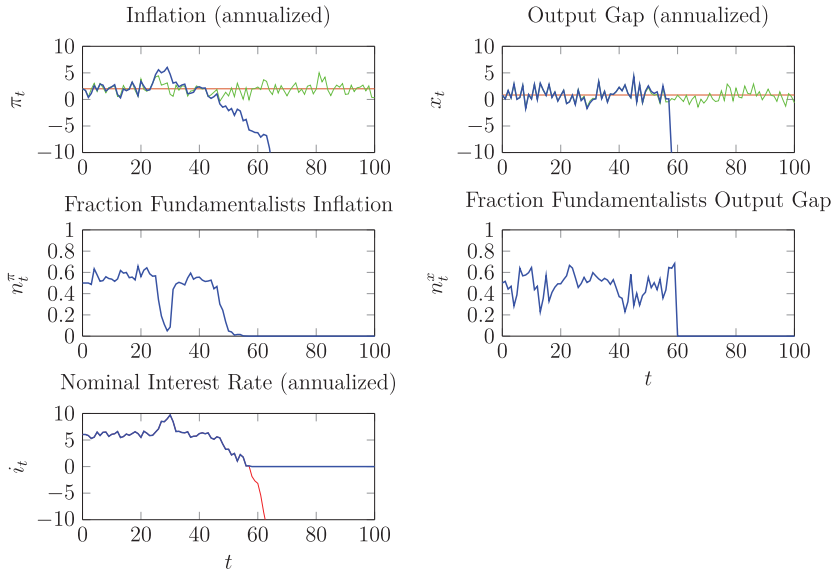 Inflation (annualized)
10
5
0
−5
−10
π_t
0 20 40 60 80 100
Output Gap (annualized)
10
5
0
−5
−10
x_t
0 20 40 60 80 100
Fraction Fundamentalists Inflation
1
0.8
0.6
0.4
0.2
0
n_t^π
0 20 40 60 80 100
Fraction Fundamentalists Output Gap
1
0.8
0.6
0.4
0.2
0
n_t^x
0 20 40 60 80 100
t
Nominal Interest Rate (annualized)
10
5
0
−5
−10
i_t
0 20 40 60 80 100
t